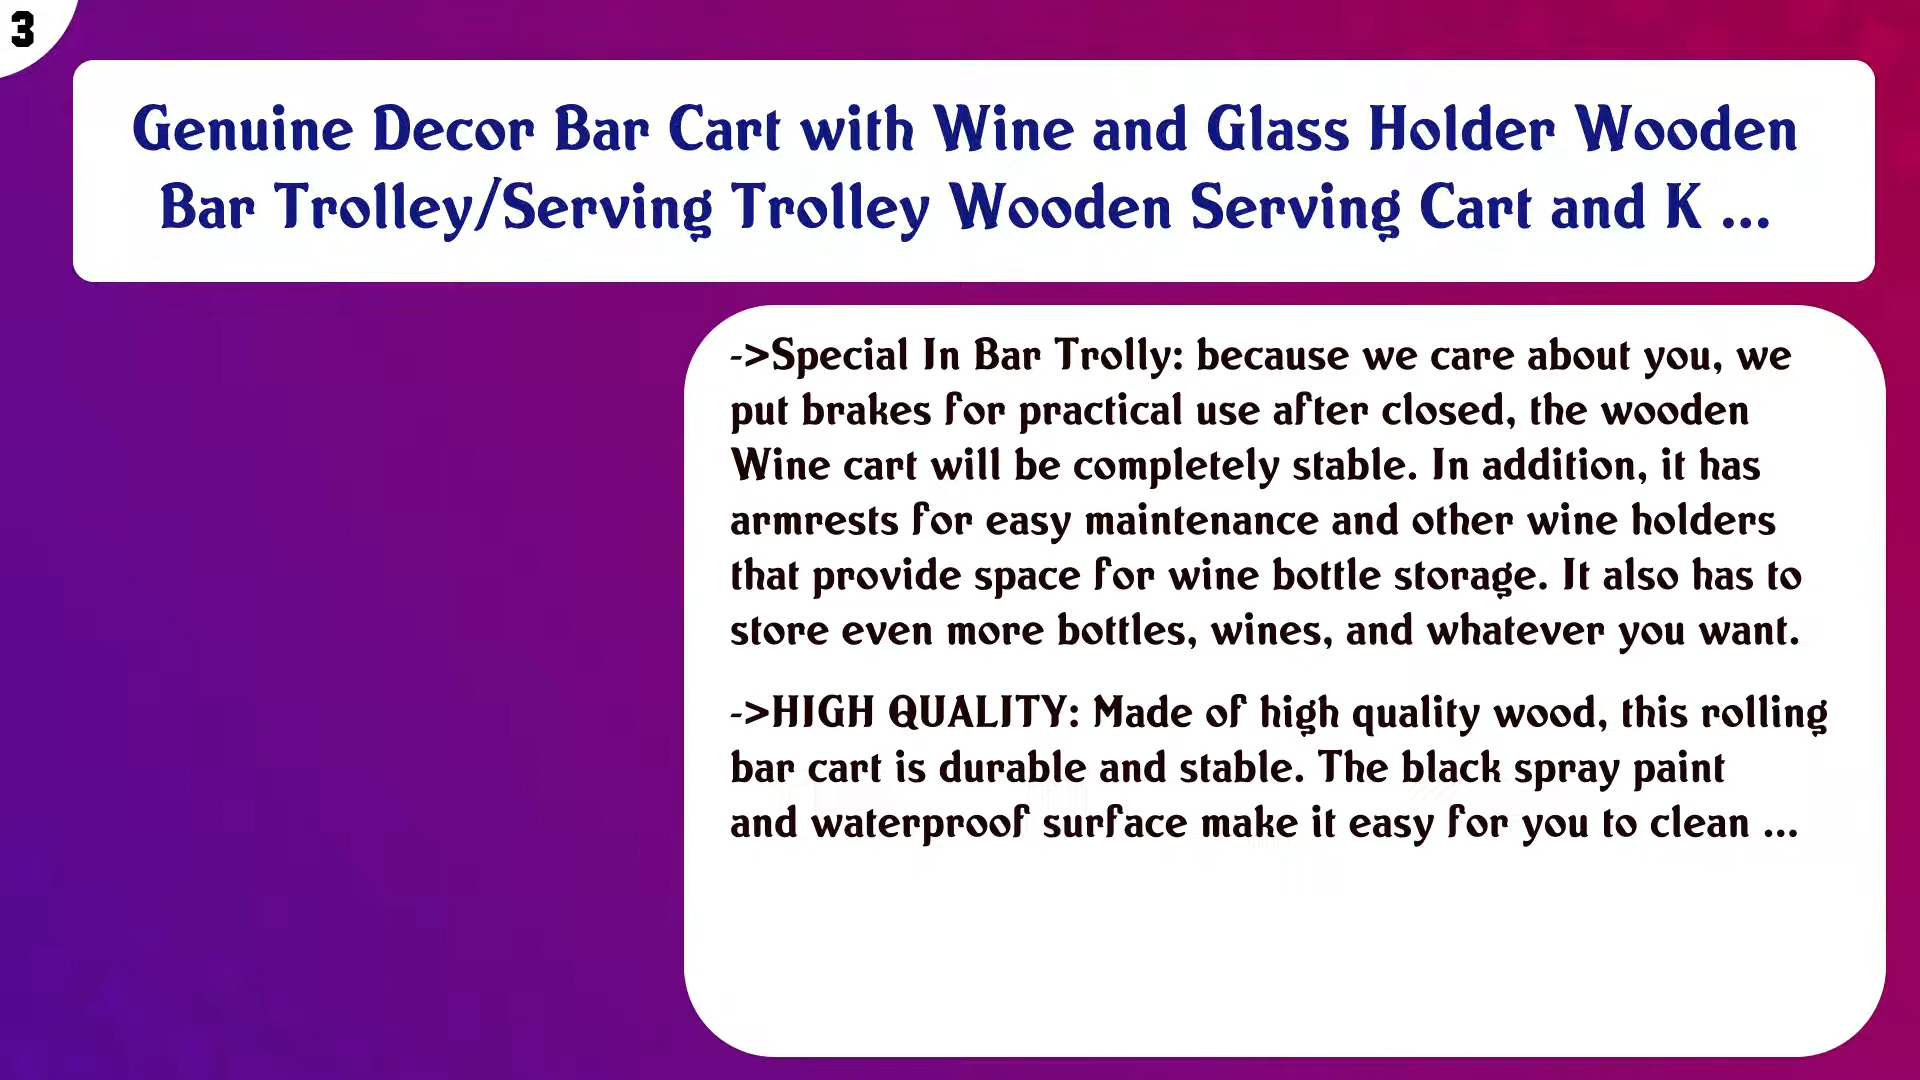 3
Genuine Decor Bar Cart with Wine and Glass Holder Wooden
Bar Trolley/Serving Trolley Wooden Serving Cart and K ...
->Special In Bar Trolly: because we care about you, we
put brakes for practical use after closed, the wooden
Wine cart will be completely stable. In addition, it has
armrests for easy maintenance and other wine holders
that provide space for wine bottle storage. It also has to
store even more bottles, wines, and whatever you want.
->HIGH QUALITY: Made of high quality wood, this rolling
bar cart is durable and stable. The black spray paint
and waterproof surface make it easy for you to clean ...